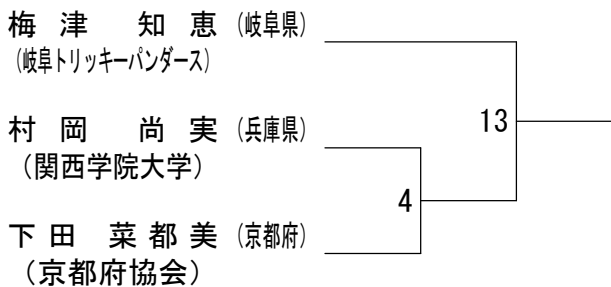 梅津 知恵 (岐阜県)
(岐阜トリッキーパンダース)
13
村岡 尚実 (兵庫県)
(関西学院大学)
4
下田 菜都美 (京都府)
(京都府協会)